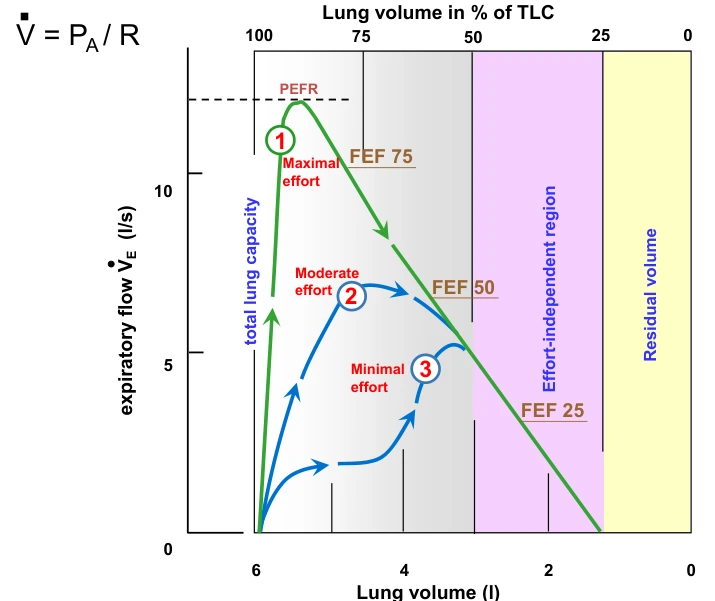 Lung volume in % of TLC
V̇ = PA / R
100 75 50 25 0
PEFR
1
Maximal
effort
FEF 75
10
expiratory flow V̇E (l/s)
total lung capacity
Effort-independent region
Residual volume
Moderate
effort
2
FEF 50
5
Minimal
effort
3
FEF 25
0
6 4 2 0
Lung volume (l)